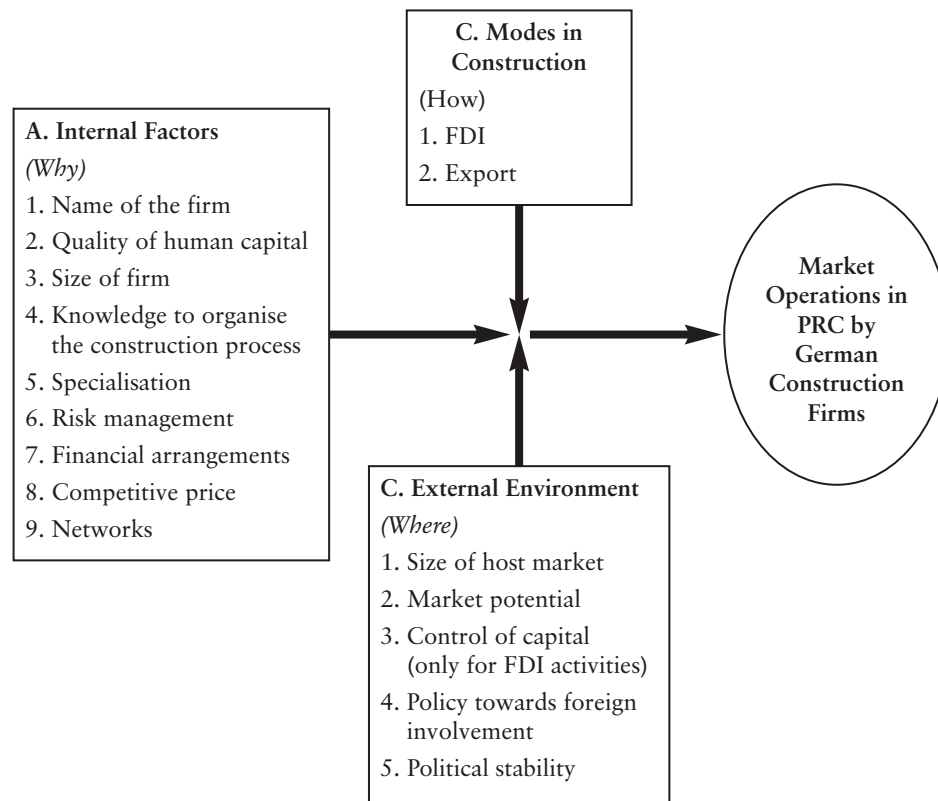 C. Modes in
Construction
(How)
1. FDI
2. Export
A. Internal Factors
(Why)
1. Name of the firm
2. Quality of human capital
3. Size of firm
4. Knowledge to organise
the construction process
5. Specialisation
6. Risk management
7. Financial arrangements
8. Competitive price
9. Networks
Market
Operations in
PRC by
German
Construction
Firms
C. External Environment
(Where)
1. Size of host market
2. Market potential
3. Control of capital
(only for FDI activities)
4. Policy towards foreign
involvement
5. Political stability